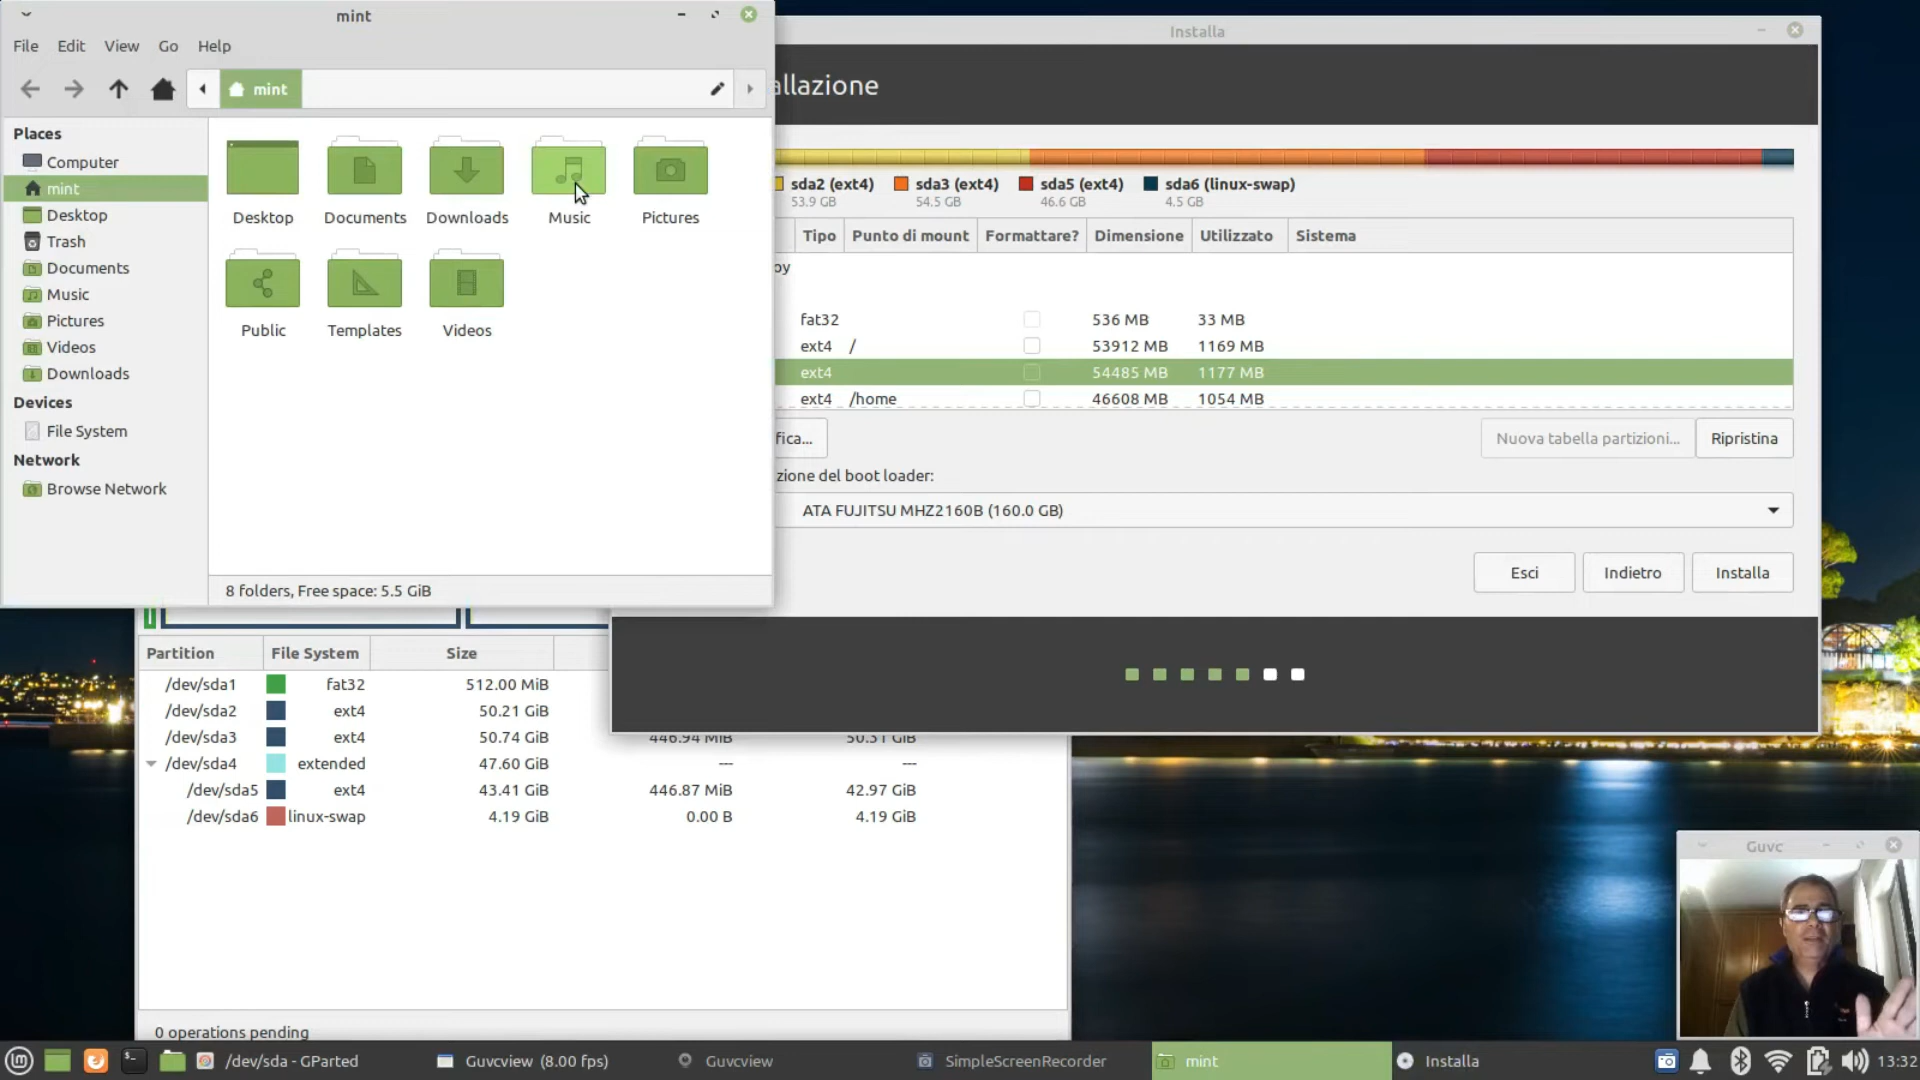 mint
File Edit View Go Help
mint
Places
Computer
mint
Desktop
Trash
Documents
Music
Pictures
Videos
Downloads
Devices
File System
Network
Browse Network
Desktop Documents Downloads Music Pictures
Public Templates Videos
8 folders, Free space: 5.5 GiB
Installa
allazione
sda2 (ext4) sda3 (ext4) sda5 (ext4) sda6 (linux-swap)
53.9 GB 54.5 GB 46.6 GB 4.5 GB
Tipo Punto di mount Formattare? Dimensione Utilizzato Sistema
oy
fat32 536 MB 33 MB
ext4 / 53912 MB 1169 MB
ext4 54485 MB 1177 MB
ext4 /home 46608 MB 1054 MB
fica... Nuova tabella partizioni... Ripristina
zione del boot loader:
ATA FUJITSU MHZ2160B (160.0 GB)
Esci Indietro Installa
Partition File System Size
/dev/sda1 fat32 512.00 MiB
/dev/sda2 ext4 50.21 GiB
/dev/sda3 ext4 50.74 GiB 446.94 MiB 50.31 GiB
/dev/sda4 extended 47.60 GiB --- ---
/dev/sda5 ext4 43.41 GiB 446.87 MiB 42.97 GiB
/dev/sda6 linux-swap 4.19 GiB 0.00 B 4.19 GiB
0 operations pending
Guvc
/dev/sda - GParted Guvcview (8.00 fps) Guvcview SimpleScreenRecorder mint Installa 13:32